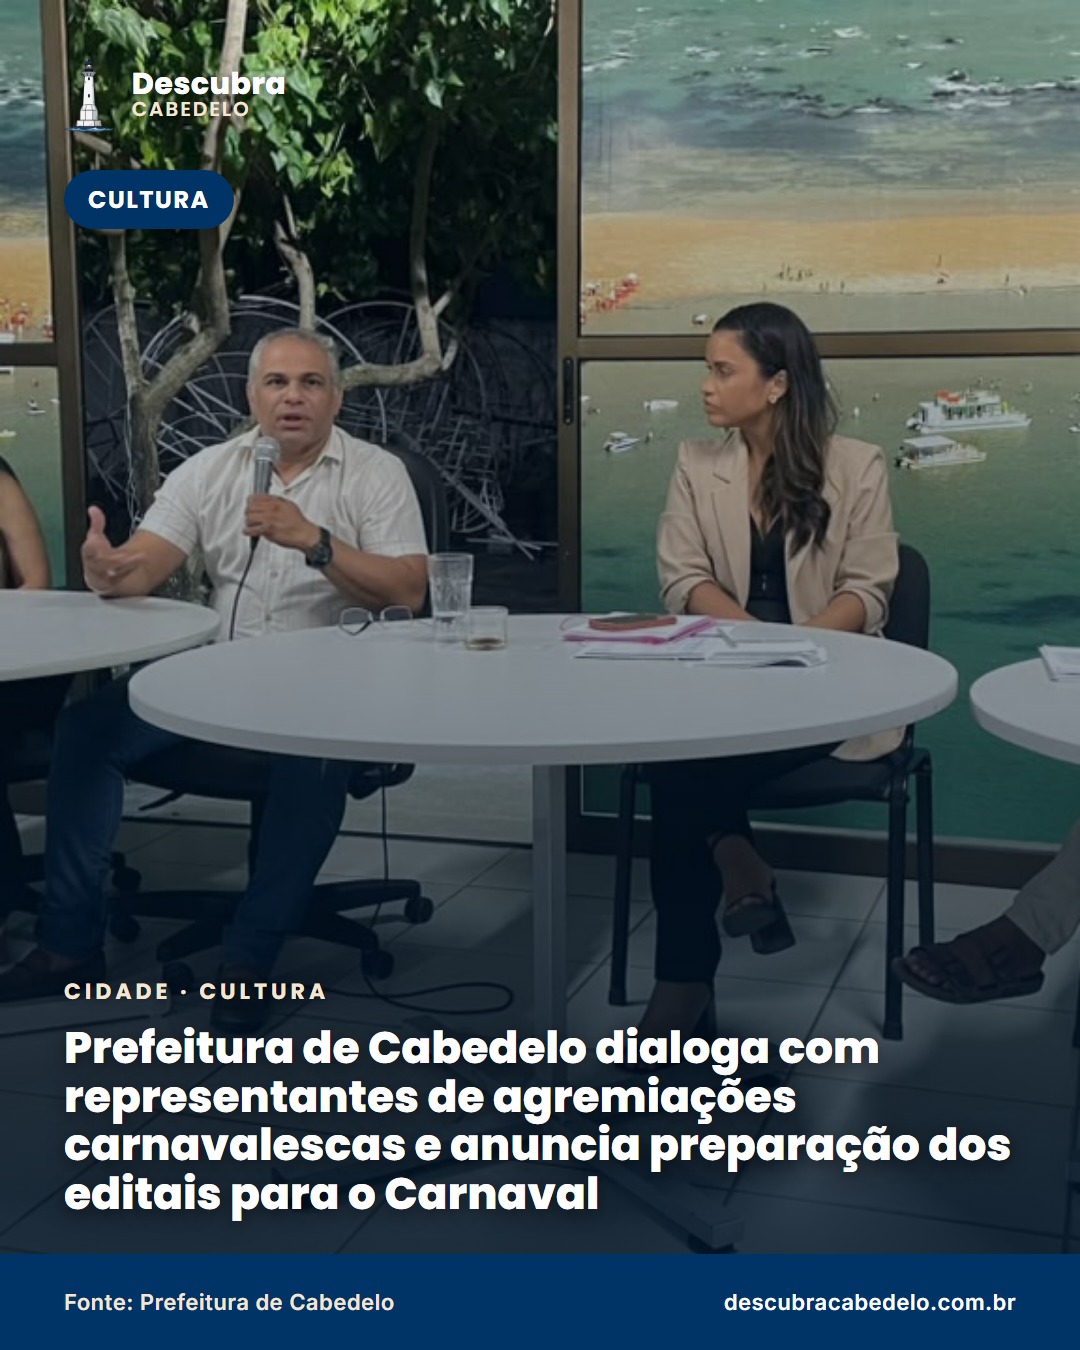 Descubra
CABEDELO
CULTURA
CIDADE · CULTURA
Prefeitura de Cabedelo dialoga com
representantes de agremiações
carnavalescas e anuncia preparação dos
editais para o Carnaval
Fonte: Prefeitura de Cabedelo
descubracabedelo.com.br